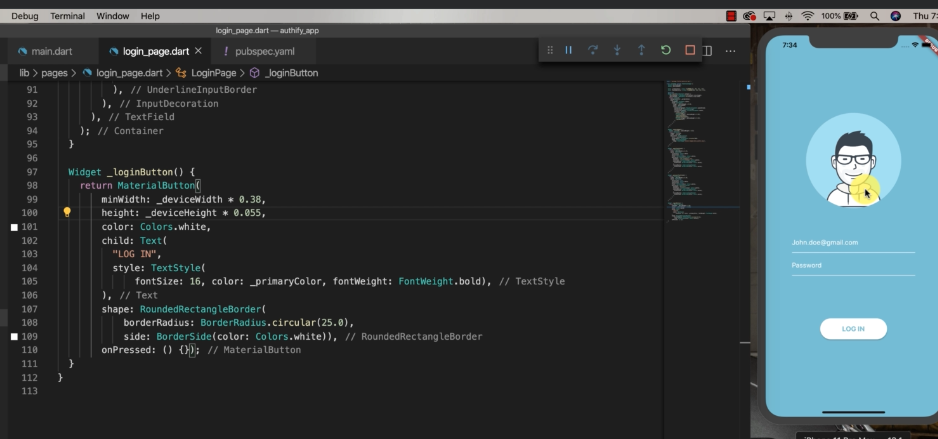 Debug Terminal Window Help 100% Thu 7:
login_page.dart — authify_app
main.dart login_page.dart × ! pubspec.yaml
lib > pages > login_page.dart > LoginPage > _loginButton
91 ), // UnderlineInputBorder
92 ), // InputDecoration
93 ), // TextField
94 ); // Container
95 }
96
97 Widget _loginButton() {
98 return MaterialButton(
99 minWidth: _deviceWidth * 0.38,
100 height: _deviceHeight * 0.055,
101 color: Colors.white,
102 child: Text(
103 "LOG IN",
104 style: TextStyle(
105 fontSize: 16, color: _primaryColor, fontWeight: FontWeight.bold), // TextStyle
106 ), // Text
107 shape: RoundedRectangleBorder(
108 borderRadius: BorderRadius.circular(25.0),
109 side: BorderSide(color: Colors.white)), // RoundedRectangleBorder
110 onPressed: () {}); // MaterialButton
111 }
112 }
113
7:34
John.doe@gmail.com
Password
LOG IN